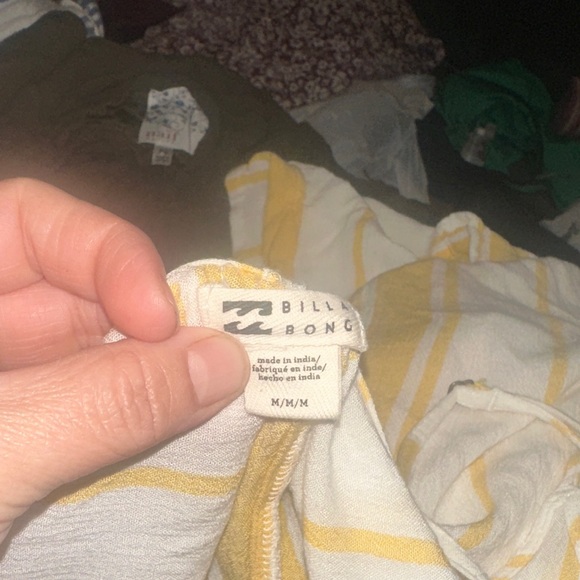 BILLA
BONG
made in india/
fabriqué en inde/
hecho en india
M/M/M